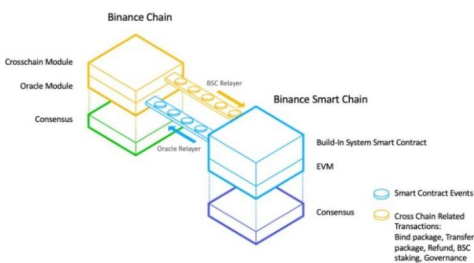 Binance Chain
Crosschain Module
Oracle Module
Consensus
BSC Relayer
Oracle Relayer
Binance Smart Chain
Build-In System Smart Contract
EVM
Consensus
Smart Contract Events
Cross Chain Related
Transactions:
Bind package, Transfer
package, Refund, BSC
staking, Governance